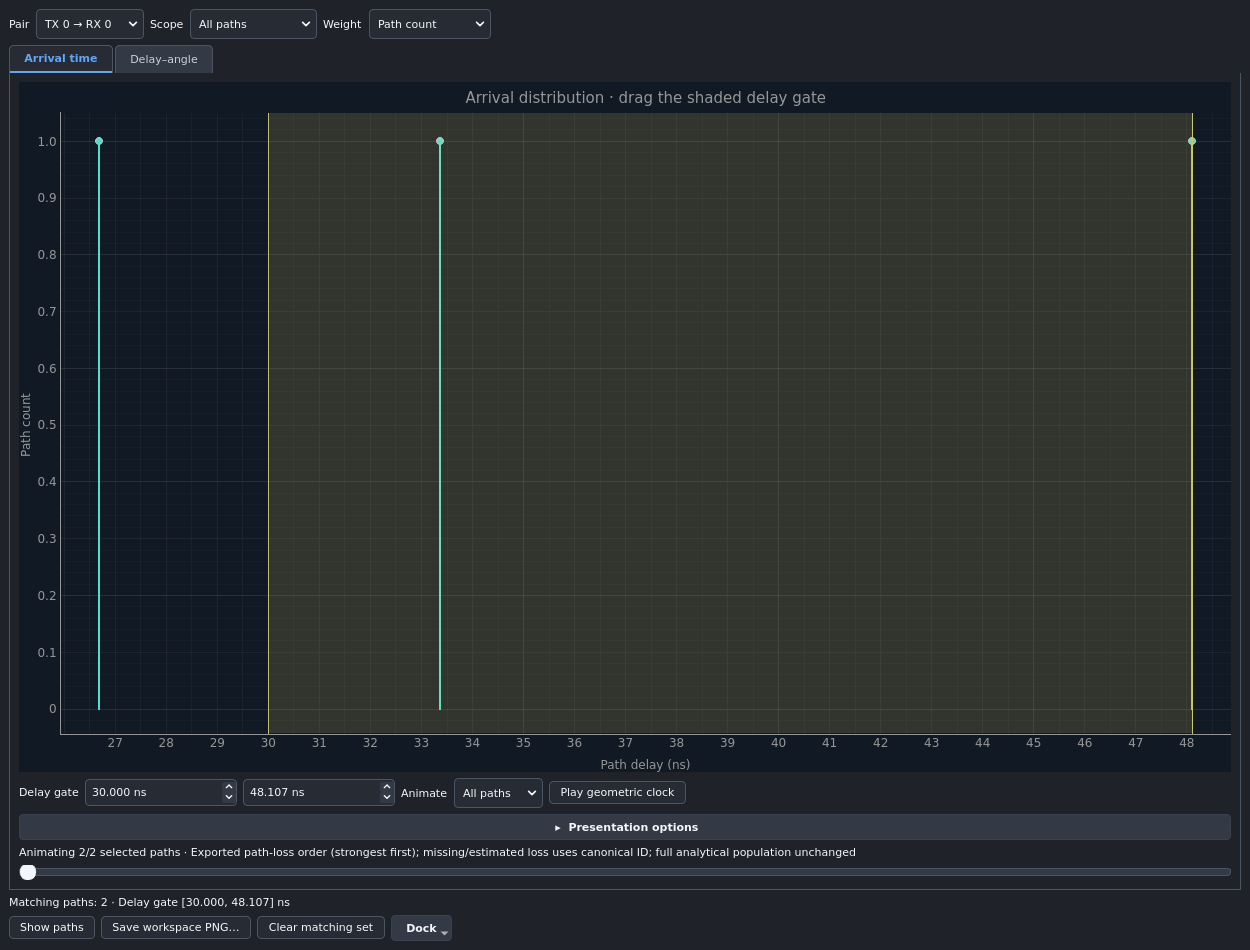 Pair TX 0 → RX 0 Scope All paths Weight Path count
Arrival time Delay–angle
Arrival distribution · drag the shaded delay gate
1.0
0.9
0.8
0.7
0.6
0.5
0.4
0.3
0.2
0.1
0
Path count
27 28 29 30 31 32 33 34 35 36 37 38 39 40 41 42 43 44 45 46 47 48
Path delay (ns)
Delay gate 30.000 ns 48.107 ns Animate All paths Play geometric clock
▸ Presentation options
Animating 2/2 selected paths · Exported path-loss order (strongest first); missing/estimated loss uses canonical ID; full analytical population unchanged
Matching paths: 2 · Delay gate [30.000, 48.107] ns
Show paths Save workspace PNG... Clear matching set Dock